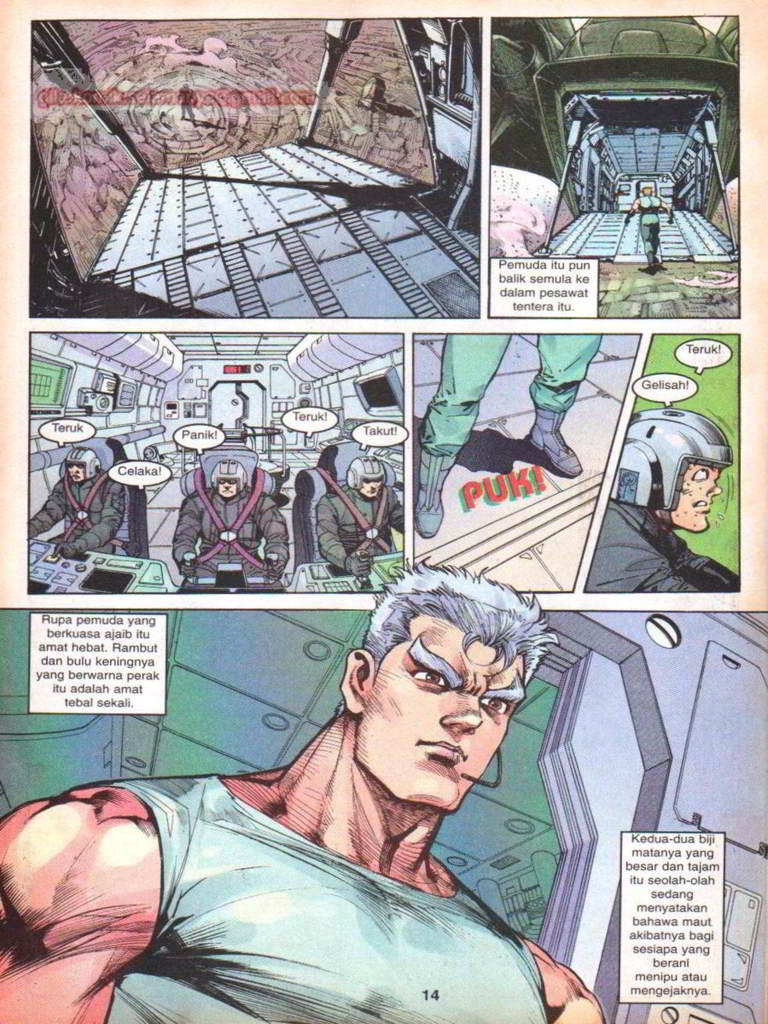 Pemuda itu pun
balik semula ke
dalam pesawat
tentera itu.
Teruk
Celaka!
Panik!
Teruk!
Takut!
PUK!
Teruk!
Gelisah!
Rupa pemuda yang
berkuasa ajaib itu
amat hebat. Rambut
dan bulu keningnya
yang berwarna perak
itu adalah amat
tebal sekali.
Kedua-dua biji
matanya yang
besar dan tajam
itu seolah-olah
sedang
menyatakan
bahawa maut
akibatnya bagi
sesiapa yang
berani
menipu atau
mengejaknya.
14